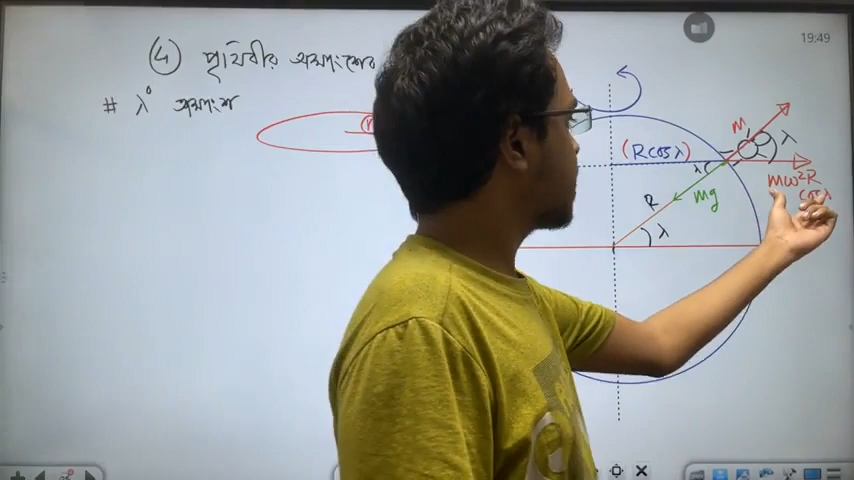 (4) পৃথিবীর অক্ষাংশের
# λ° অক্ষাংশ
19:49
m
λ
(Rcosλ)
λ
mω²R
cosλ
mg
R
λ